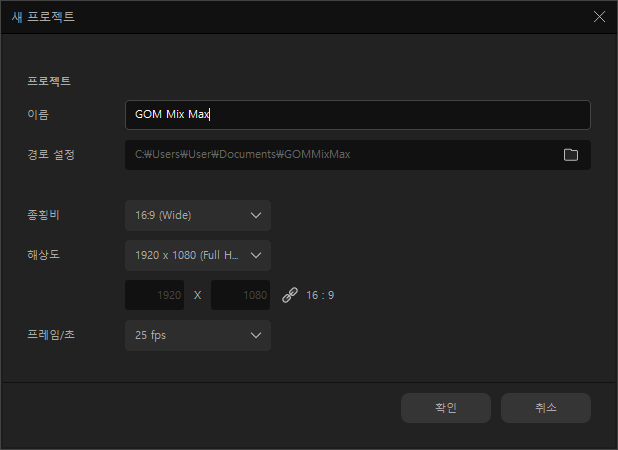 새 프로젝트
프로젝트
이름 GOM Mix Max
경로 설정 C:₩Users₩User₩Documents₩GOMMixMax
종횡비 16:9 (Wide)
해상도 1920 x 1080 (Full H...
1920 X 1080 16 : 9
프레임/초 25 fps
확인 취소